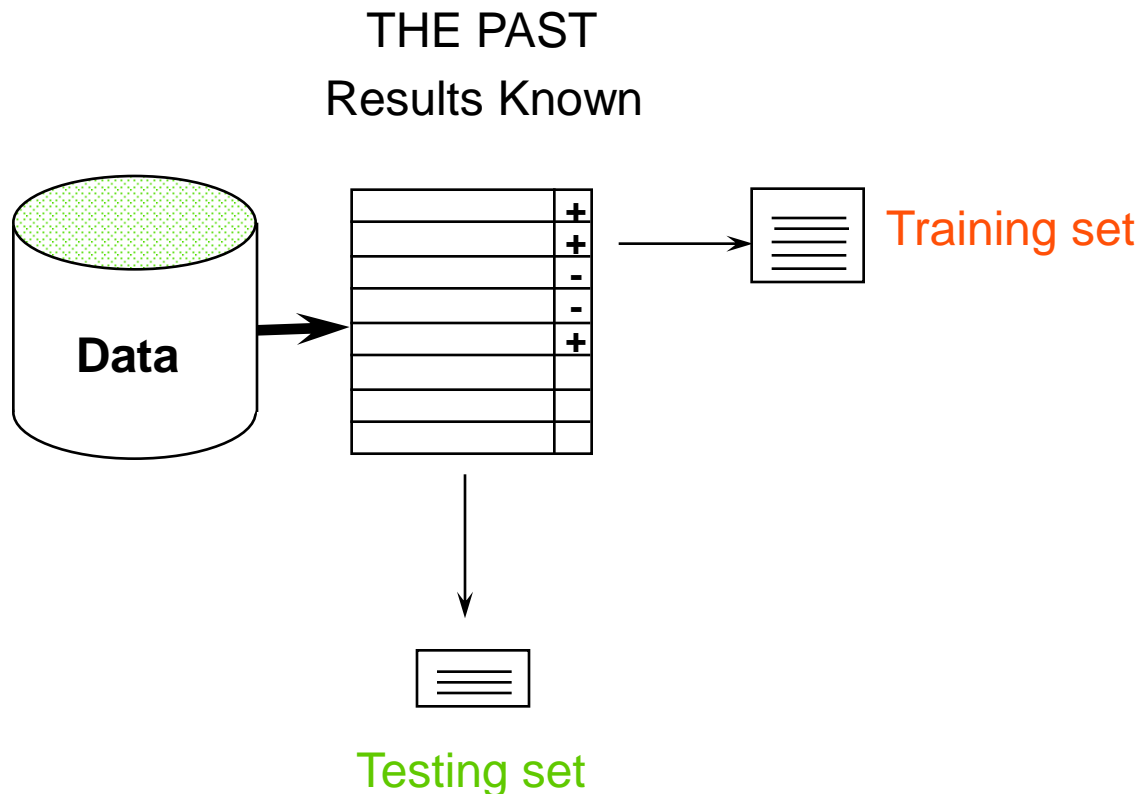 THE PAST
Results Known
+
+
-
-
+
Training set
Data
Testing set